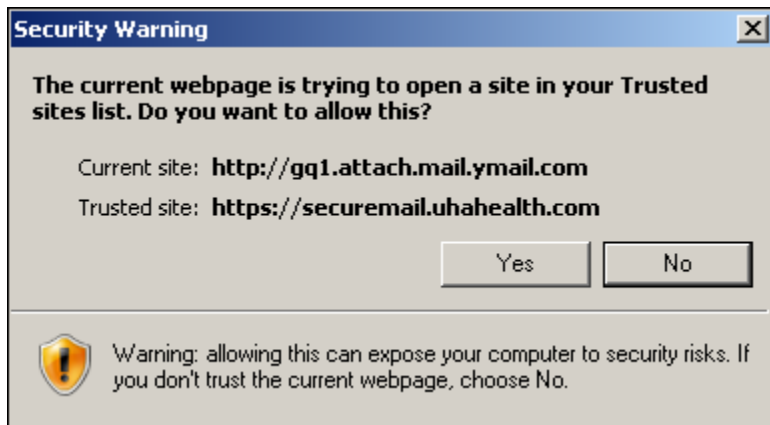 Security Warning
The current webpage is trying to open a site in your Trusted
sites list. Do you want to allow this?
Current site: http://gq1.attach.mail.ymail.com
Trusted site: https://securemail.uhahealth.com
Yes No
Warning: allowing this can expose your computer to security risks. If
you don't trust the current webpage, choose No.